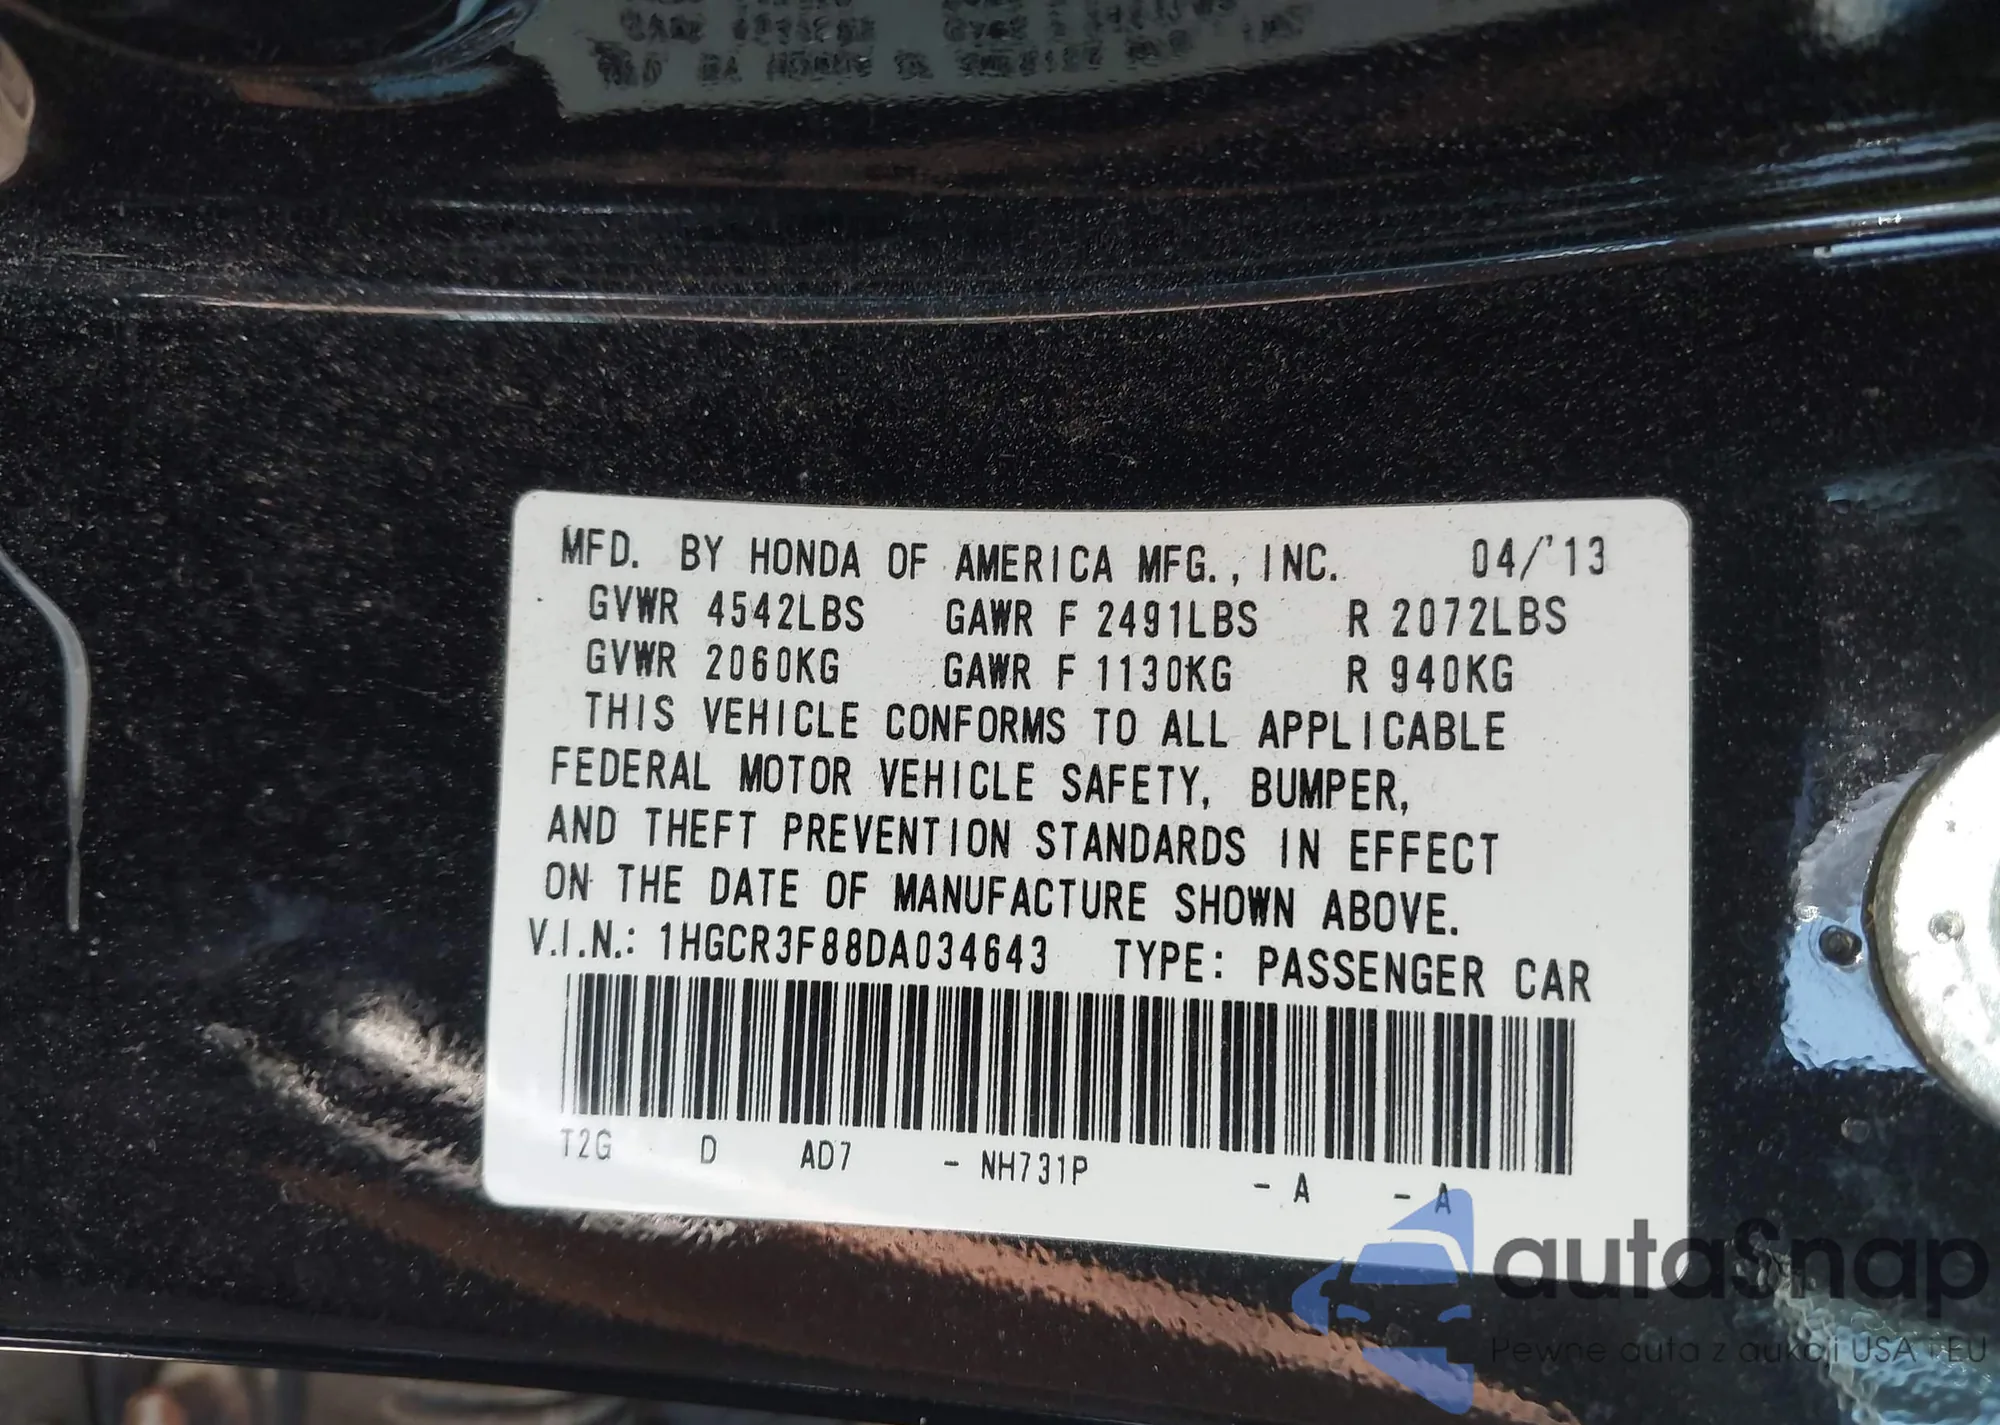 MFD. BY HONDA OF AMERICA MFG., INC. 04/'13
GVWR 4542LBS GAWR F 2491LBS R 2072LBS
GVWR 2060KG GAWR F 1130KG R 940KG
THIS VEHICLE CONFORMS TO ALL APPLICABLE
FEDERAL MOTOR VEHICLE SAFETY, BUMPER,
AND THEFT PREVENTION STANDARDS IN EFFECT
ON THE DATE OF MANUFACTURE SHOWN ABOVE.
V.I.N.: 1HGCR3F88DA034643 TYPE: PASSENGER CAR
T2G D AD7 - NH731P - A - A
autaSnap
Pewne auta z aukcji USA i EU